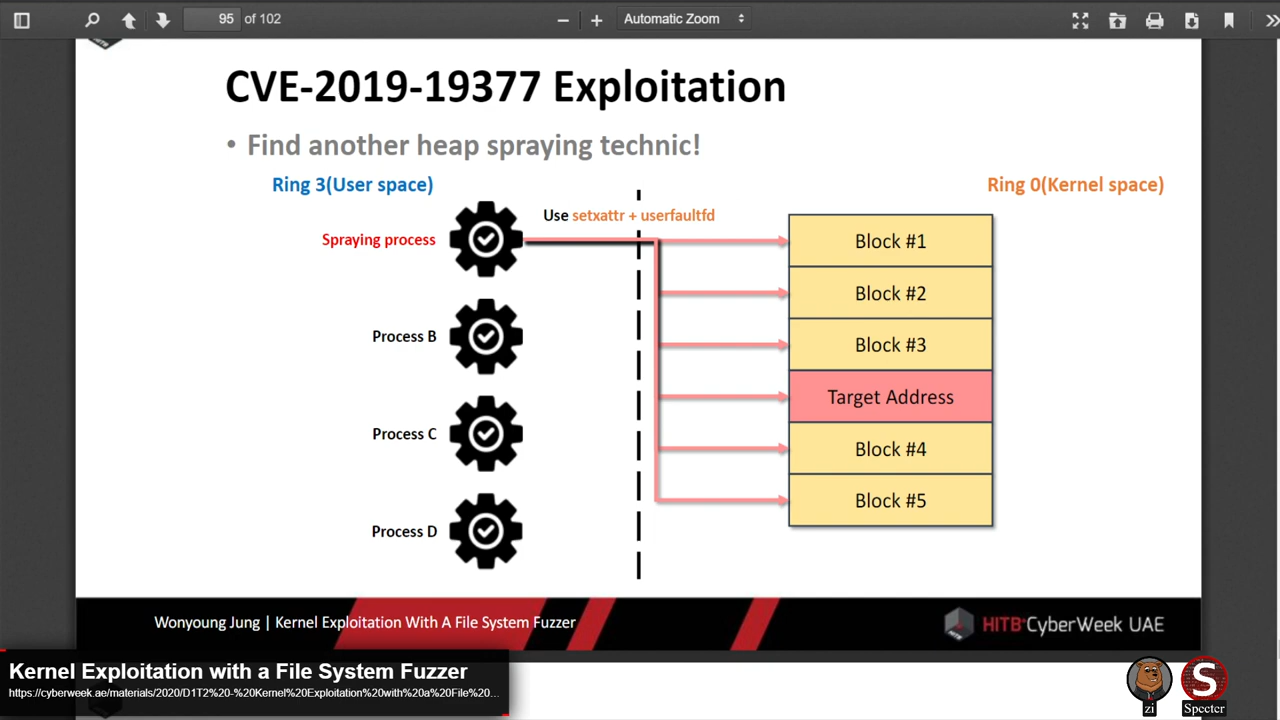 95 of 102
Automatic Zoom
CVE-2019-19377 Exploitation
• Find another heap spraying technic!
Ring 3(User space)
Ring 0(Kernel space)
Use setxattr + userfaultfd
Spraying process
Process B
Process C
Process D
Block #1
Block #2
Block #3
Target Address
Block #4
Block #5
Wonyoung Jung | Kernel Exploitation With A File System Fuzzer
HITB+CyberWeek UAE
Kernel Exploitation with a File System Fuzzer
https://cyberweek.ae/materials/2020/D1T2%20-%20Kernel%20Exploitation%20with%20a%20File%20...
zi
S
Specter